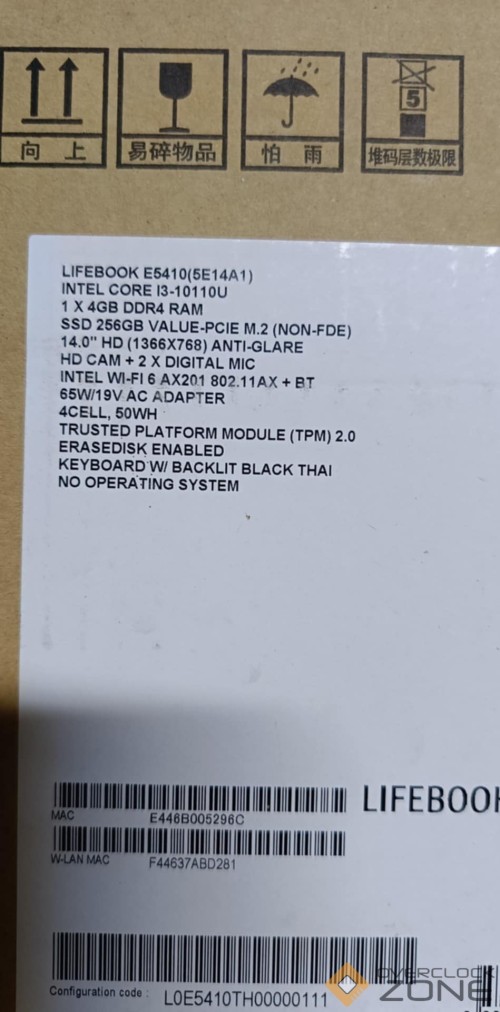 5
向 上
易碎物品
怕 雨
堆码层数极限
LIFEBOOK E5410(5E14A1)
INTEL CORE I3-10110U
1 X 4GB DDR4 RAM
SSD 256GB VALUE-PCIE M.2 (NON-FDE)
14.0" HD (1366X768) ANTI-GLARE
HD CAM + 2 X DIGITAL MIC
INTEL WI-FI 6 AX201 802.11AX + BT
65W/19V AC ADAPTER
4CELL, 50WH
TRUSTED PLATFORM MODULE (TPM) 2.0
ERASEDISK ENABLED
KEYBOARD W/ BACKLIT BLACK THAI
NO OPERATING SYSTEM
LIFEBOOK
MAC E446B005296C
W-LAN MAC F44637ABD281
Configuration code : L0E5410TH00000111
OVERCLOCK
ZONE